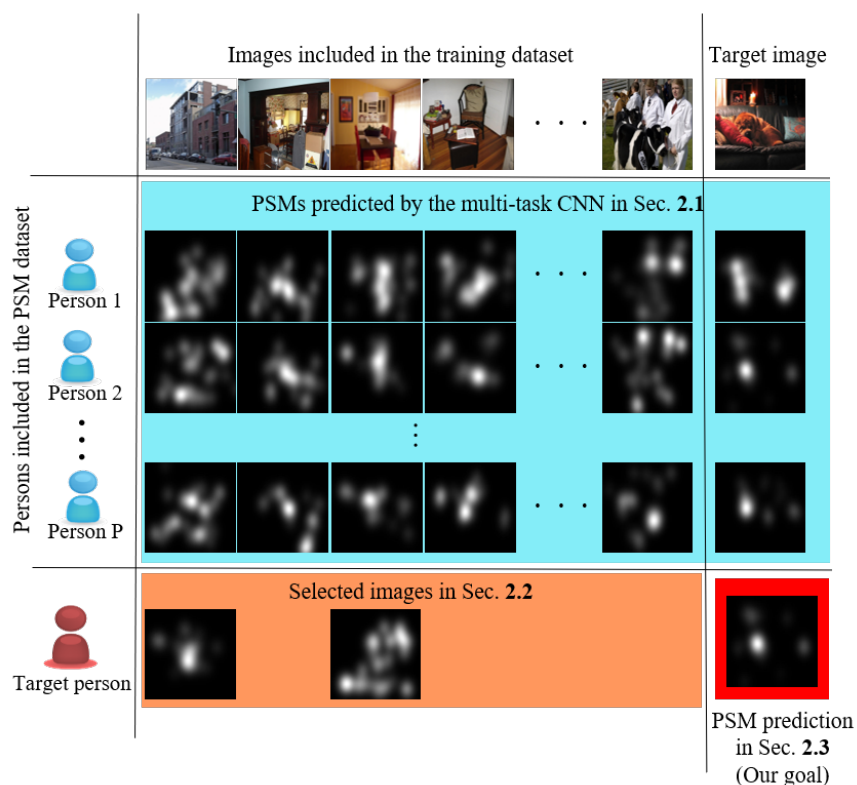 Images included in the training dataset
Target image
. . .
PSMs predicted by the multi-task CNN in Sec. 2.1
Persons included in the PSM dataset
Person 1
. . .
Person 2
. . .
Person P
. . .
Selected images in Sec. 2.2
Target person
PSM prediction
in Sec. 2.3
(Our goal)